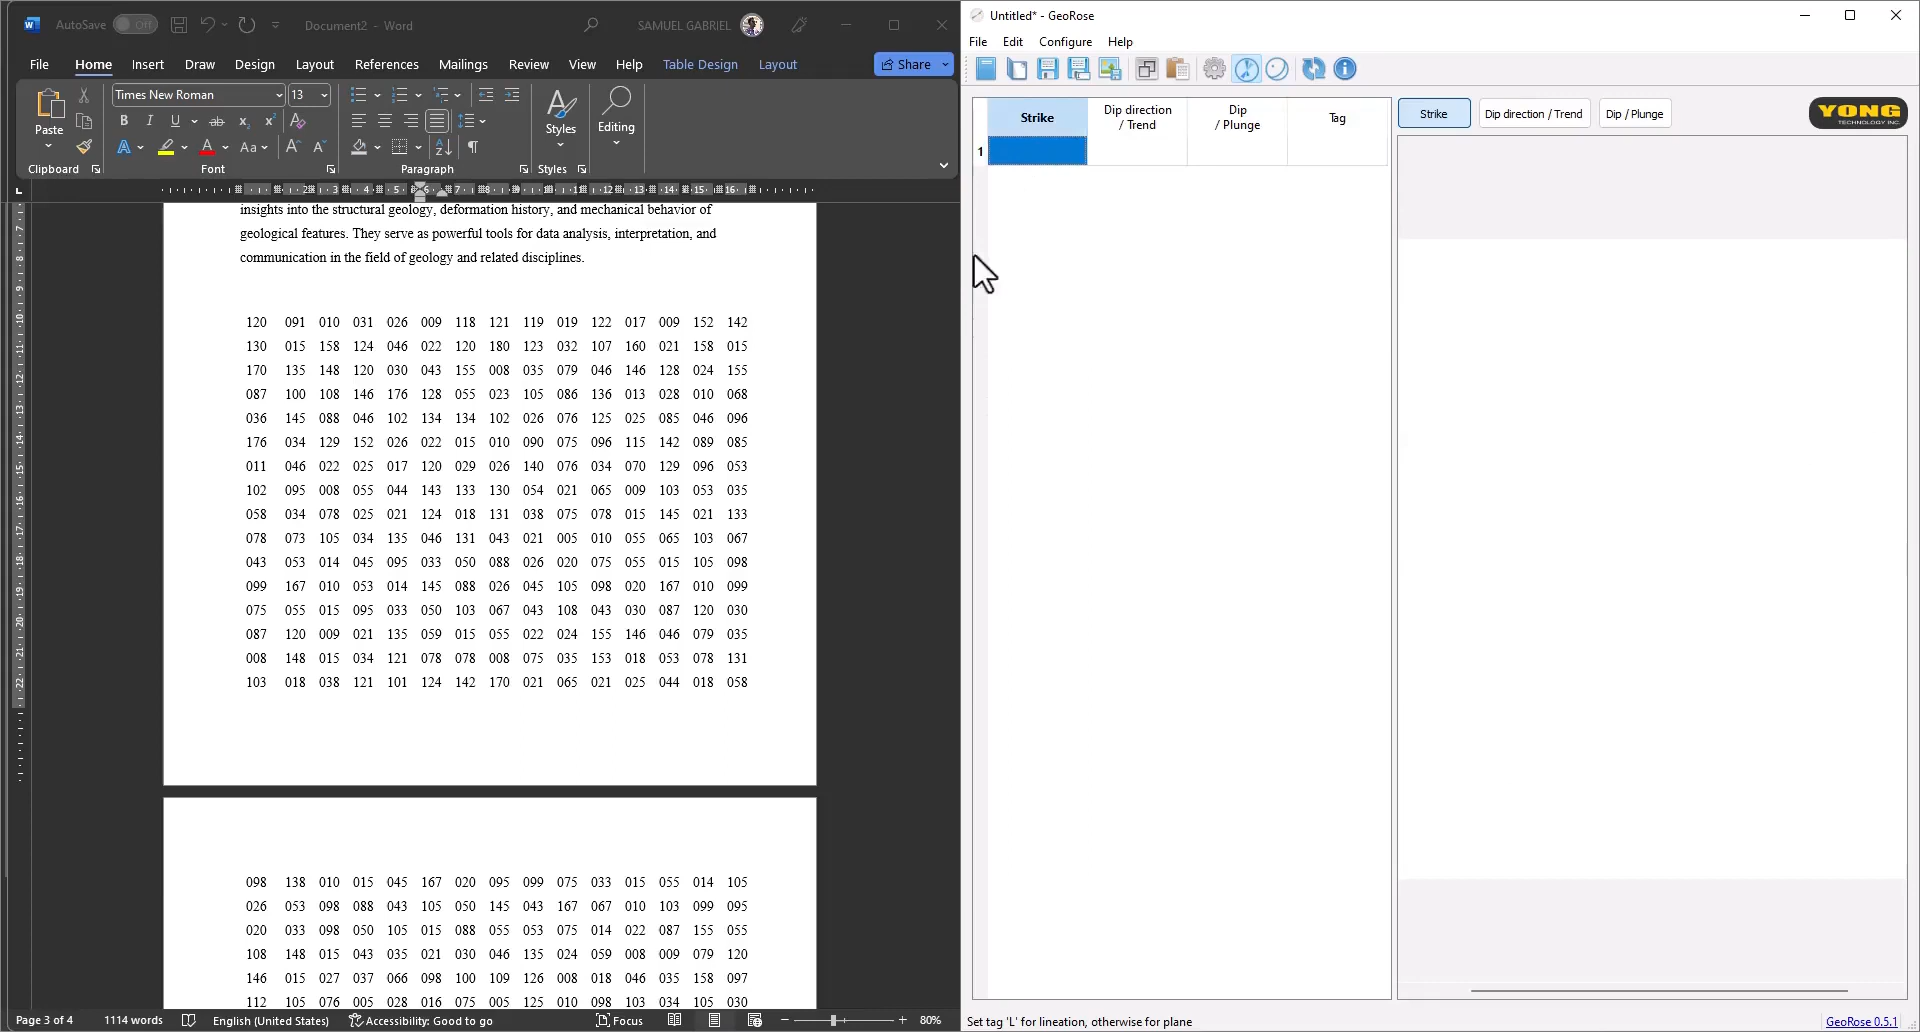 AutoSave Off Document2 - Word SAMUEL GABRIEL
File Home Insert Draw Design Layout References Mailings Review View Help Table Design Layout Share
Times New Roman 13
Paste Styles Editing
Clipboard Font Paragraph Styles
insights into the structural geology, deformation history, and mechanical behavior of
geological features. They serve as powerful tools for data analysis, interpretation, and
communication in the field of geology and related disciplines.
120 091 010 031 026 009 118 121 119 019 122 017 009 152 142
130 015 158 124 046 022 120 180 123 032 107 160 021 158 015
170 135 148 120 030 043 155 008 035 079 046 146 128 024 155
087 100 108 146 176 128 055 023 105 086 136 013 028 010 068
036 145 088 046 102 134 134 102 026 076 125 025 085 046 096
176 034 129 152 026 022 015 010 090 075 096 115 142 089 085
011 046 022 025 017 120 029 026 140 076 034 070 129 096 053
102 095 008 055 044 143 133 130 054 021 065 009 103 053 035
058 034 078 025 021 124 018 131 038 075 078 015 145 021 133
078 073 105 034 135 046 131 043 021 005 010 055 065 103 067
043 053 014 045 095 033 050 088 026 020 075 055 015 105 098
099 167 010 053 014 145 088 026 045 105 098 020 167 010 099
075 055 015 095 033 050 103 067 043 108 043 030 087 120 030
087 120 009 021 135 059 015 055 022 024 155 146 046 079 035
008 148 015 034 121 078 078 008 075 035 153 018 053 078 131
103 018 038 121 101 124 142 170 021 065 021 025 044 018 058
098 138 010 015 045 167 020 095 099 075 033 015 055 014 105
026 053 098 088 043 105 050 145 043 167 067 010 103 099 095
020 033 098 050 105 015 088 055 053 075 014 022 087 155 055
108 148 015 043 035 021 030 046 135 024 059 008 009 079 120
146 015 027 037 066 098 100 109 126 008 018 046 035 158 097
112 105 076 005 028 016 075 005 125 010 098 103 034 105 030
Page 3 of 4 1114 words English (United States) Accessibility: Good to go Focus 80%
Untitled* - GeoRose
File Edit Configure Help
Strike Dip direction / Trend Dip / Plunge Tag
1
Strike Dip direction / Trend Dip / Plunge
YONG
TECHNOLOGY INC.
Set tag 'L' for lineation, otherwise for plane
GeoRose 0.5.1